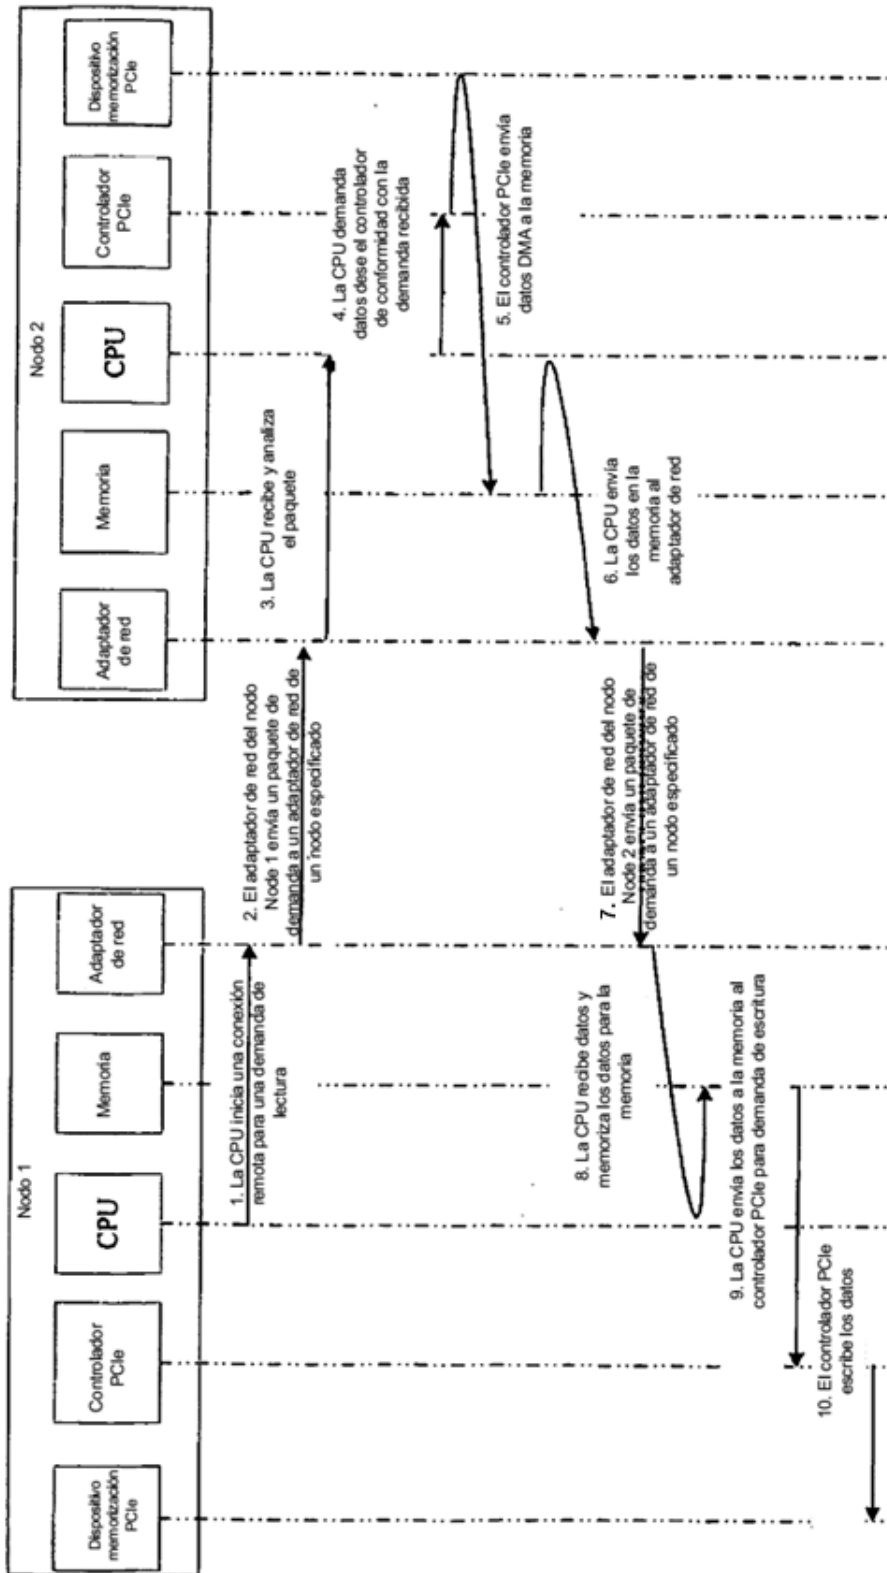 Nodo 1
Dispositivo
memorización
PCIe
Controlador
PCIe
CPU
Memoria
Adaptador
de red
Nodo 2
Adaptador
de red
Memoria
CPU
Controlador
PCIe
Dispositivo
memorización
PCIe
1. La CPU inicia una conexión
remota para una demanda de
lectura
2. El adaptador de red del nodo
Node 1 envía un paquete de
demanda a un adaptador de red de
un nodo especificado
3. La CPU recibe y analiza
el paquete
4. La CPU demanda
datos dese el controlador
de conformidad con la
demanda recibida
5. El controlador PCIe envía
datos DMA a la memoria
6. La CPU envía
los datos en la
memoria al
adaptador de red
7. El adaptador de red del nodo
Node 2 envía un paquete de
demanda a un adaptador de red de
un nodo especificado
8. La CPU recibe datos y
memoriza los datos para la
memoria
9. La CPU envía los datos a la memoria al
controlador PCIe para demanda de escritura
10. El controlador PCIe
escribe los datos